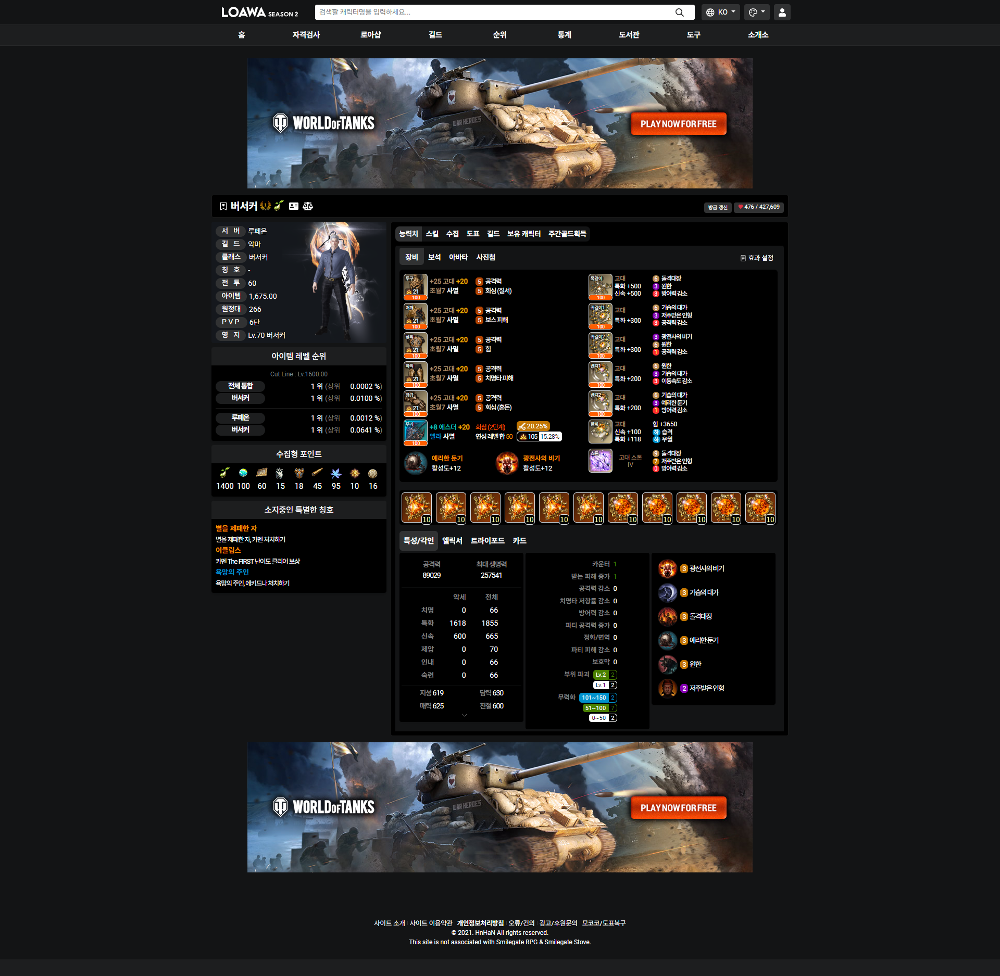 LOAWA SEASON 2
검색할 캐릭터명을 입력하세요...
KO
홈 자격검사 로아샵 길드 순위 통계 도서관 도구 소개소
WORLD OF TANKS
WAR HEROES
PLAY NOW FOR FREE
버서커
방금 갱신 476 / 427,609
서 버 루페온
길 드 악마
클래스 버서커
칭 호 -
전 투 60
아이템 1,675.00
원정대 266
P V P 6단
영 지 Lv.70 버서커
아이템 레벨 순위
Cut Line : Lv.1600.00
전체 통합 1 위 (상위 0.0002 %)
버서커 1 위 (상위 0.0100 %)
루페온 1 위 (상위 0.0012 %)
버서커 1 위 (상위 0.0641 %)
수집형 포인트
1400 100 60 15 18 45 95 10 16
소지중인 특별한 칭호
별을 제패한 자
별을 제패한 자, 카멘 처치하기
이클립스
카멘 The FIRST 난이도 클리어 보상
욕망의 주인
욕망의 주인, 에키드나 처치하기
능력치 스킬 수집 도표 길드 보유 캐릭터 주간골드획득
장비 보석 아바타 사진첩
효과 설정
투구 21 100
+25 고대 +20 5 공격력
초월7 사멸 5 회심 (질서)
어깨 21 100
+25 고대 +20 5 공격력
초월7 사멸 5 보스 피해
상의 21 100
+25 고대 +20 5 공격력
초월7 사멸 5 힘
하의 21 100
+25 고대 +20 5 공격력
초월7 사멸 5 치명타 피해
장갑 21 100
+25 고대 +20 5 공격력
초월7 사멸 5 회심 (혼돈)
무기 100
+8 에스더 +20 회심 (2단계) 20.25%
엘라 사멸 연성 레벨 합 50 105 15.28%
예리한 둔기
활성도+12
광전사의 비기
활성도+12
목걸이 100
고대
특화 +500
신속 +500
6 돌격대장
3 원한
3 방어력 감소
귀걸이1 100
고대
특화 +300
6 기습의 대가
3 저주받은 인형
3 공격력 감소
귀걸이2 100
고대
특화 +300
3 광전사의 비기
6 원한
1 공격력 감소
반지1 100
고대
특화 +200
6 원한
3 기습의 대가
3 이동속도 감소
반지2 100
고대
특화 +200
6 기습의 대가
3 예리한 둔기
1 방어력 감소
팔찌
고대
신속 +100
특화 +118
힘 +3650
하 습격
하 우월
스톤
고대 스톤
IV
9 돌격대장
7 저주받은 인형
0 방어력 감소
10 10 10 10 10 10 10 10 10 10 10
특성/각인 엘릭서 트라이포드 카드
공격력 최대 생명력
89029 257541
악세 전체
치명 0 66
특화 1618 1855
신속 600 665
제압 0 70
인내 0 66
숙련 0 66
지성 619 담력 630
매력 625 친절 600
카운터 1
받는 피해 증가 1
공격력 감소 0
치명타 저항률 감소 0
방어력 감소 0
파티 공격력 증가 0
정화/면역 0
파티 피해 감소 0
보호막 0
부위 파괴 Lv.2 2
Lv.1 2
무력화 101~150 2
51~100 7
0~50 2
3 광전사의 비기
3 기습의 대가
3 돌격대장
3 예리한 둔기
3 원한
2 저주받은 인형
WORLD OF TANKS
WAR HEROES
PLAY NOW FOR FREE
사이트 소개 | 사이트 이용약관 | 개인정보처리방침 | 오류/건의 | 광고/후원문의 | 모코코/도표복구
© 2021. HnHaN All rights reserved.
This site is not associated with Smilegate RPG & Smilegate Stove.